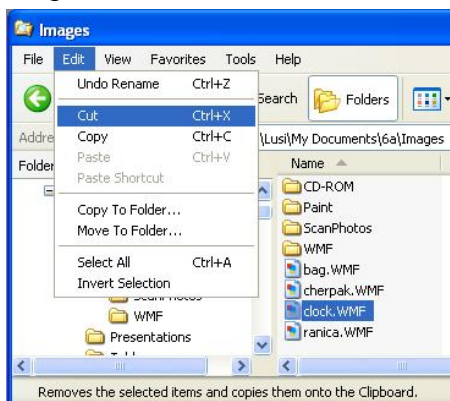 Images
File Edit View Favorites Tools Help
Undo Rename Ctrl+Z
Cut Ctrl+X
Copy Ctrl+C
Paste Ctrl+V
Paste Shortcut
Copy To Folder...
Move To Folder...
Select All Ctrl+A
Invert Selection
Search Folders
\Lusi\My Documents\6a\Images
Name
CD-ROM
Paint
ScanPhotos
WMF
bag.WMF
cherpak.WMF
clock.WMF
ranica.WMF
WMF
Presentations
Removes the selected items and copies them onto the Clipboard.